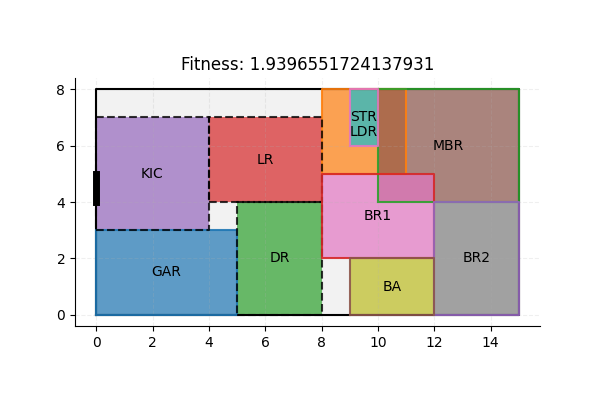 Fitness: 1.9396551724137931
8
6
4
2
0
STR
LDR
MBR
LR
KIC
BR1
DR
BR2
GAR
BA
0 2 4 6 8 10 12 14